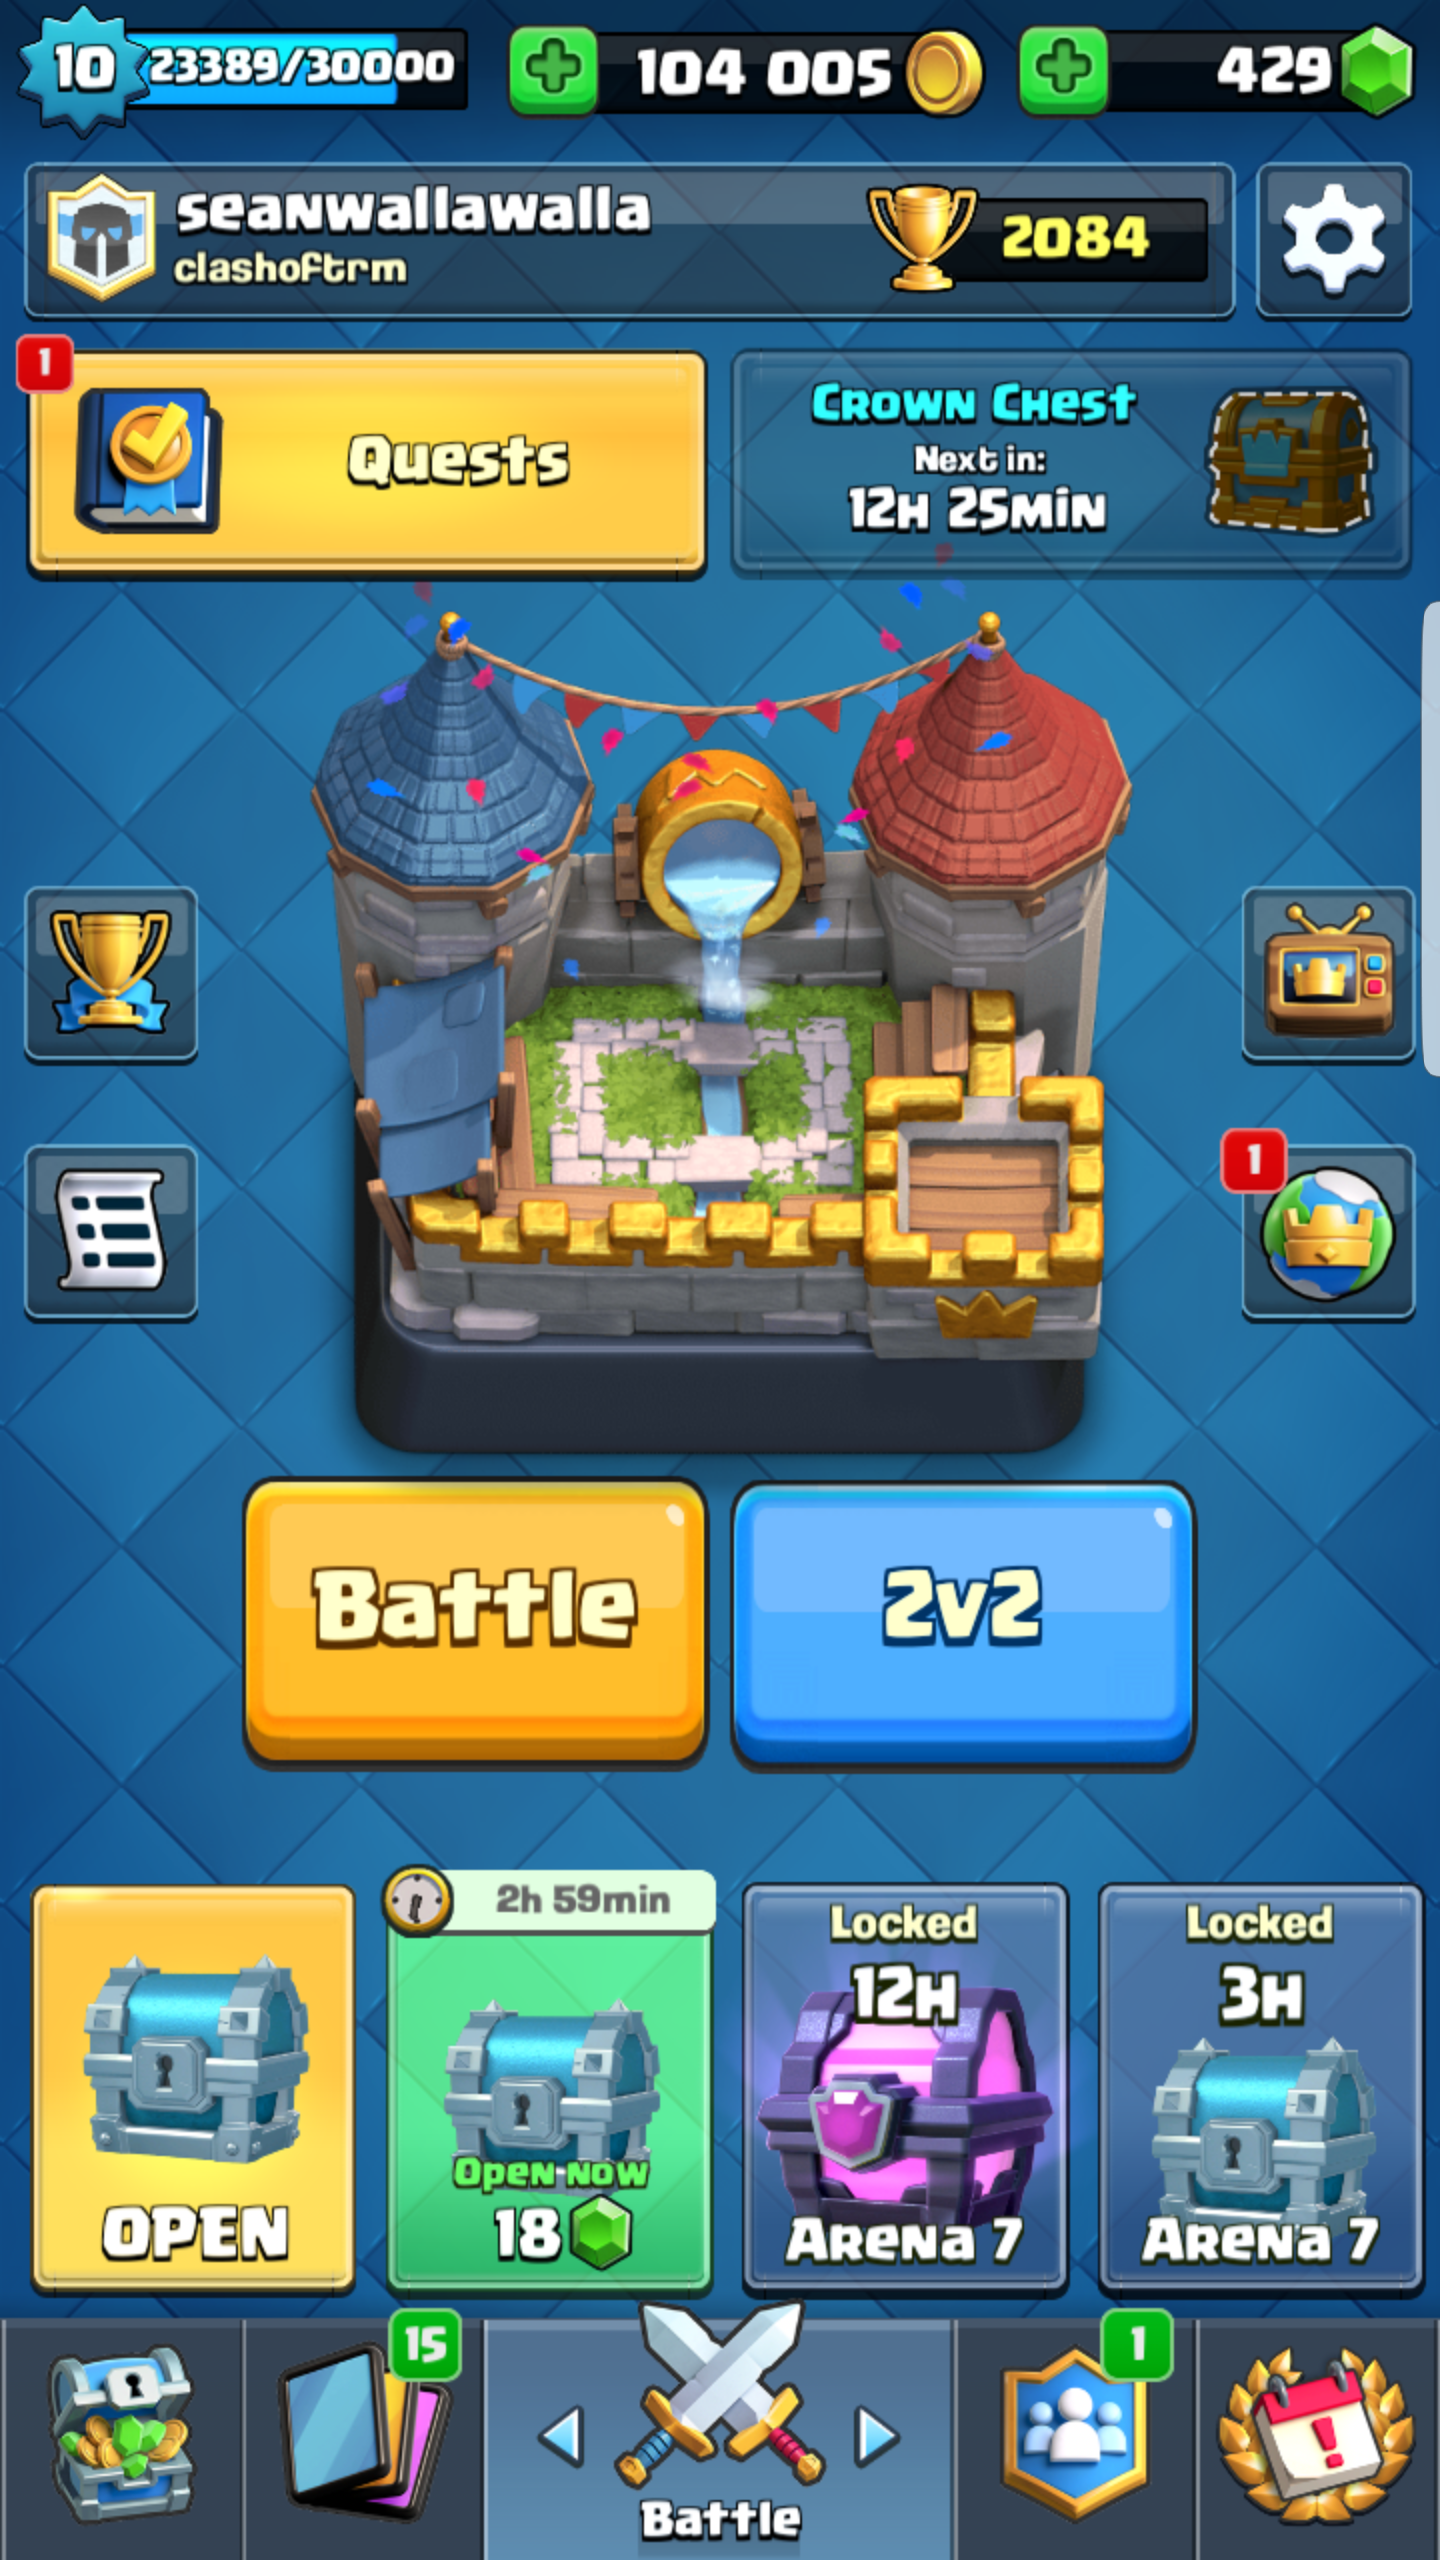 10
23389/30000
104 005
429
seanwallawalla
clashoftrm
2084
1
Quests
Crown Chest
Next in:
12h 25min
1
Battle
2v2
OPEN
2h 59min
Open now
18
Locked
12h
Arena 7
Locked
3h
Arena 7
15
Battle
1
!